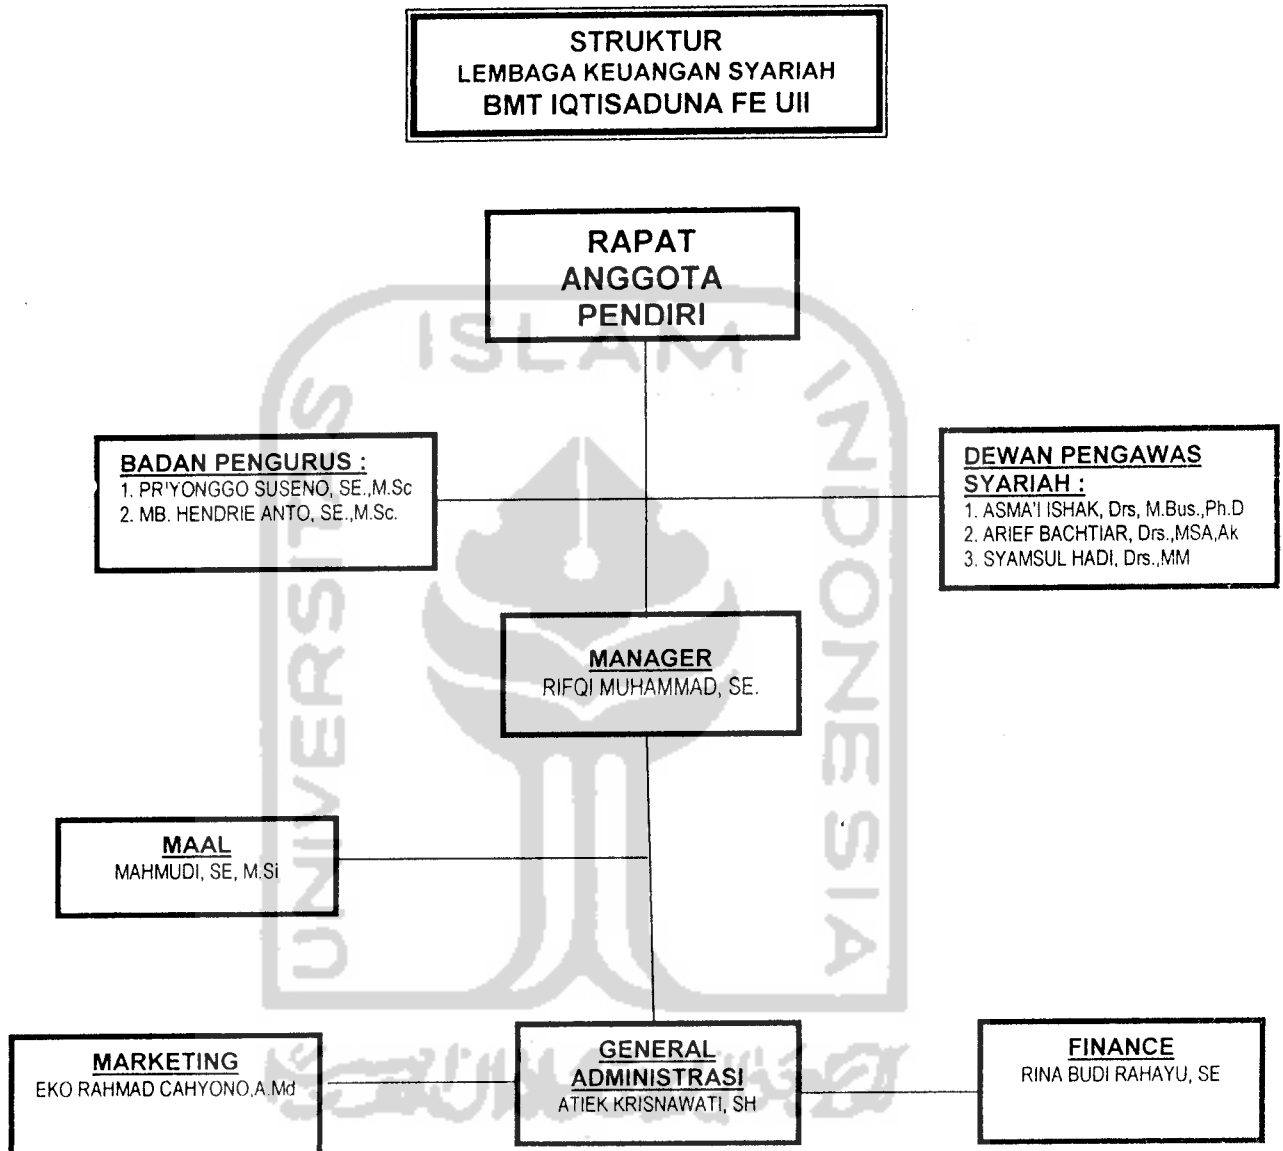 STRUKTUR
LEMBAGA KEUANGAN SYARIAH
BMT IQTISADUNA FE UII
RAPAT
ANGGOTA
PENDIRI
BADAN PENGURUS :
1. PR'YONGGO SUSENO, SE.,M.Sc
2. MB. HENDRIE ANTO, SE.,M.Sc.
DEWAN PENGAWAS
SYARIAH :
1. ASMA'I ISHAK, Drs, M.Bus.,Ph.D
2. ARIEF BACHTIAR, Drs.,MSA,Ak
3. SYAMSUL HADI, Drs.,MM
MANAGER
RIFQI MUHAMMAD, SE.
MAAL
MAHMUDI, SE, M.Si
MARKETING
EKO RAHMAD CAHYONO,A.Md
GENERAL
ADMINISTRASI
ATIEK KRISNAWATI, SH
FINANCE
RINA BUDI RAHAYU, SE
UNIVERSITAS
ISLAM
INDONESIA